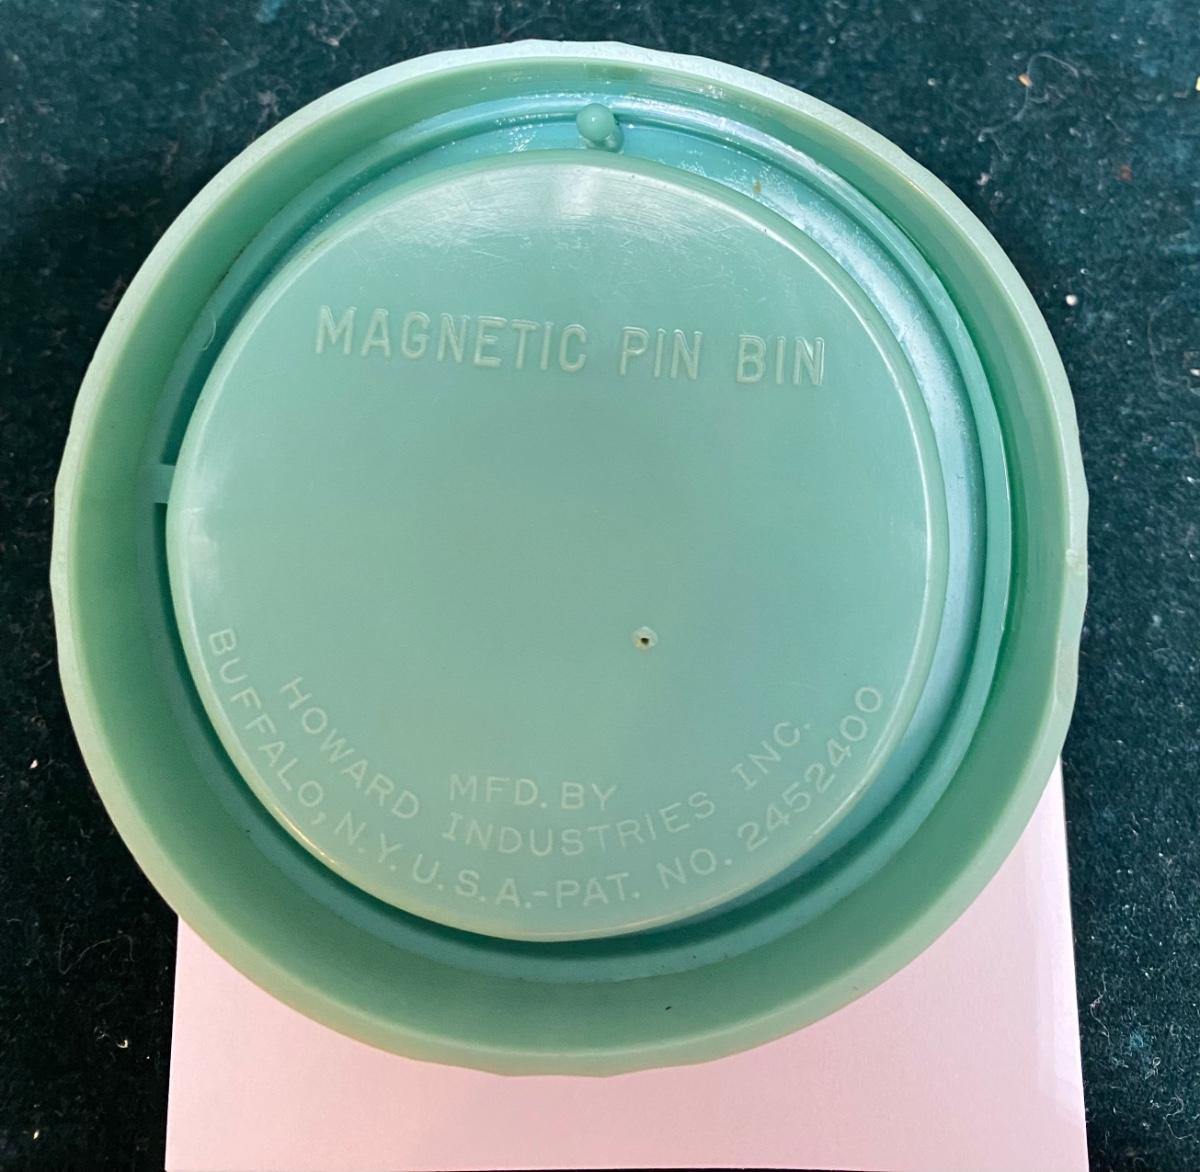 MAGNETIC PIN BIN
MFD. BY
HOWARD INDUSTRIES INC.
BUFFALO, N.Y. U.S.A.-PAT. NO. 2452400